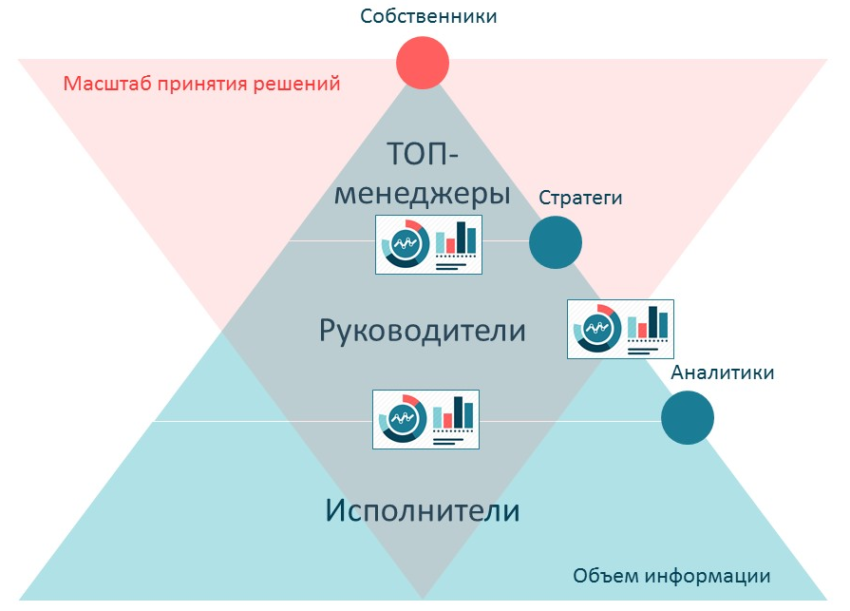 Собственники
Масштаб принятия решений
ТОП-
менеджеры
Стратеги
Руководители
Аналитики
Исполнители
Объем информации